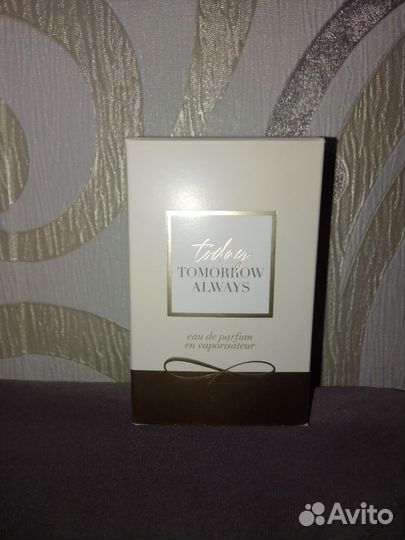 today
TOMORROW
ALWAYS
eau de parfum
en vaporisateur
Avito